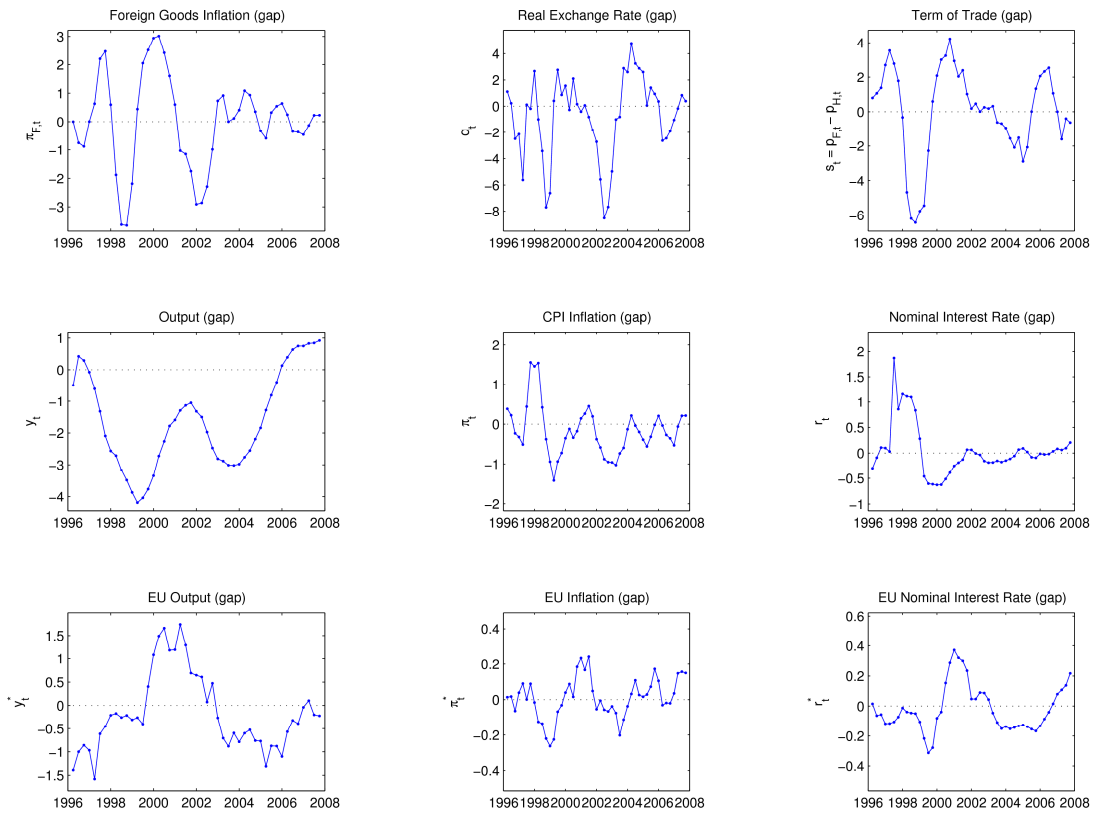 Foreign Goods Inflation (gap)
3
2
1
0
−1
−2
−3
π_{F,t}
1996 1998 2000 2002 2004 2006 2008
Real Exchange Rate (gap)
4
2
0
−2
−4
−6
−8
c_t
1996 1998 2000 2002 2004 2006 2008
Term of Trade (gap)
4
2
0
−2
−4
−6
s_t = p_{F,t} − p_{H,t}
1996 1998 2000 2002 2004 2006 2008
Output (gap)
1
0
−1
−2
−3
−4
y_t
1996 1998 2000 2002 2004 2006 2008
CPI Inflation (gap)
2
1
0
−1
−2
π_t
1996 1998 2000 2002 2004 2006 2008
Nominal Interest Rate (gap)
2
1.5
1
0.5
0
−0.5
−1
r_t
1996 1998 2000 2002 2004 2006 2008
EU Output (gap)
1.5
1
0.5
0
−0.5
−1
−1.5
y_t^*
1996 1998 2000 2002 2004 2006 2008
EU Inflation (gap)
0.4
0.2
0
−0.2
−0.4
π_t^*
1996 1998 2000 2002 2004 2006 2008
EU Nominal Interest Rate (gap)
0.6
0.4
0.2
0
−0.2
−0.4
r_t^*
1996 1998 2000 2002 2004 2006 2008